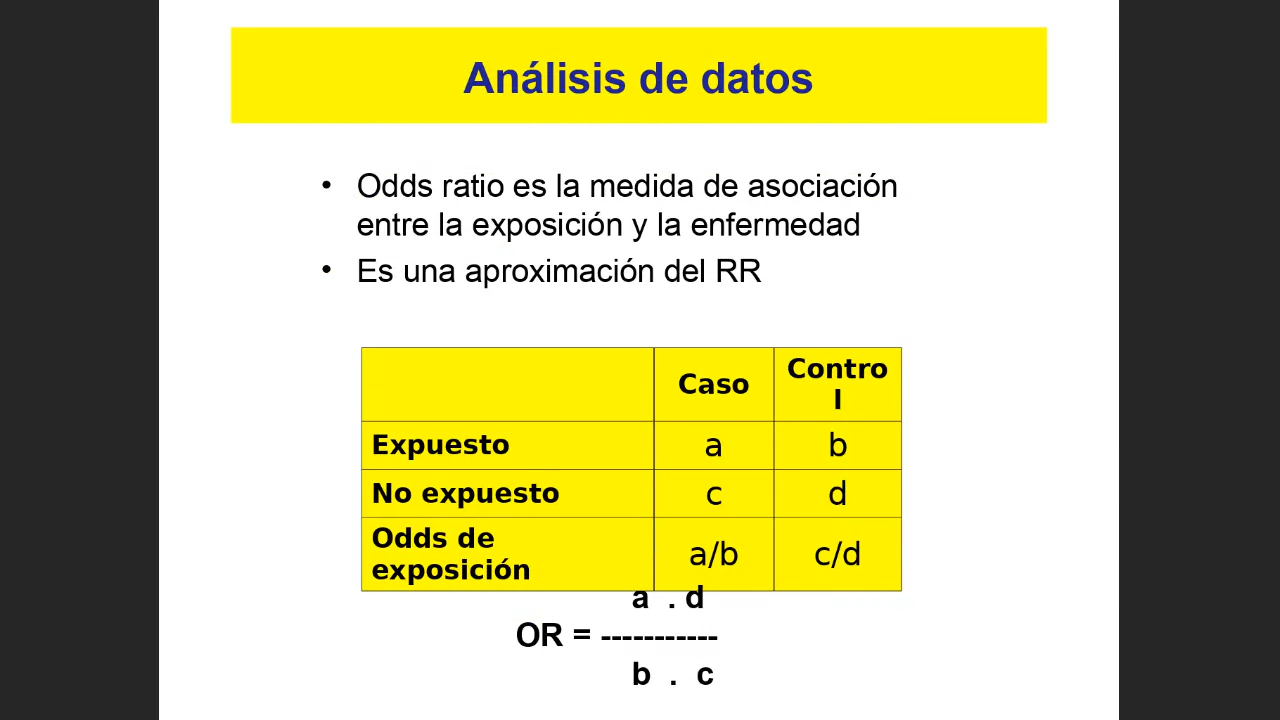 Análisis de datos
• Odds ratio es la medida de asociación
entre la exposición y la enfermedad
• Es una aproximación del RR
Caso Contro
l
Expuesto a b
No expuesto c d
Odds de
exposición a/b c/d
a . d
OR = -----------
b . c